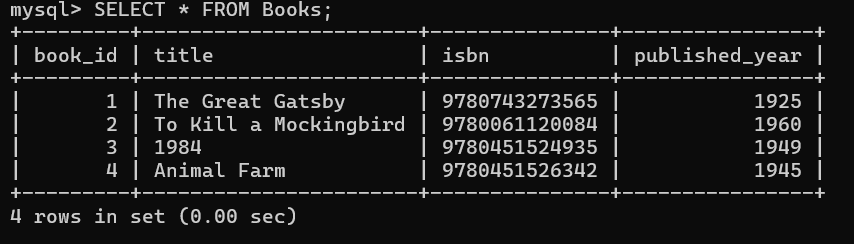 mysql> SELECT * FROM Books;
+---------+-----------------------+---------------+----------------+
| book_id | title                 | isbn          | published_year |
+---------+-----------------------+---------------+----------------+
|       1 | The Great Gatsby      | 9780743273565 |           1925 |
|       2 | To Kill a Mockingbird | 9780061120084 |           1960 |
|       3 | 1984                  | 9780451524935 |           1949 |
|       4 | Animal Farm           | 9780451526342 |           1945 |
+---------+-----------------------+---------------+----------------+
4 rows in set (0.00 sec)